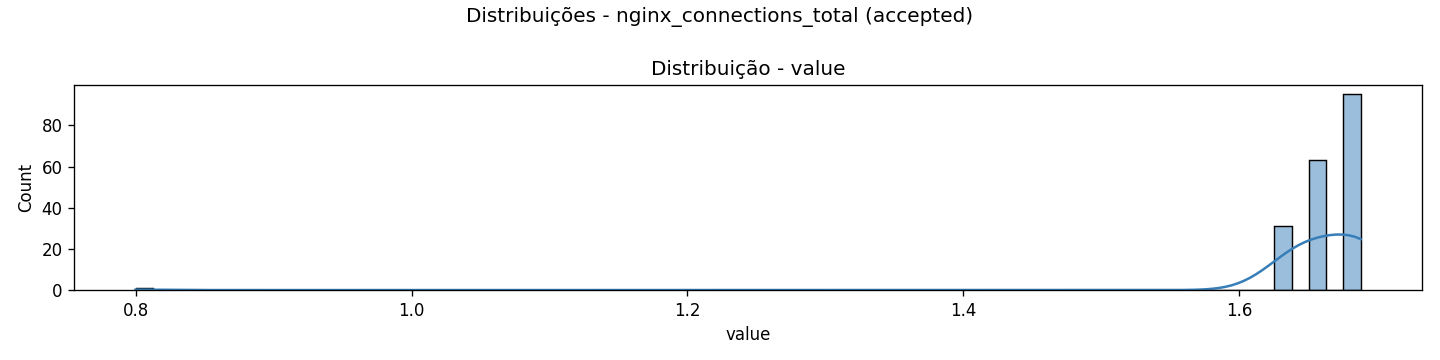 Distribuições - nginx_connections_total (accepted)
Distribuição - value
Count
80
60
40
20
0
0.8 1.0 1.2 1.4 1.6
value